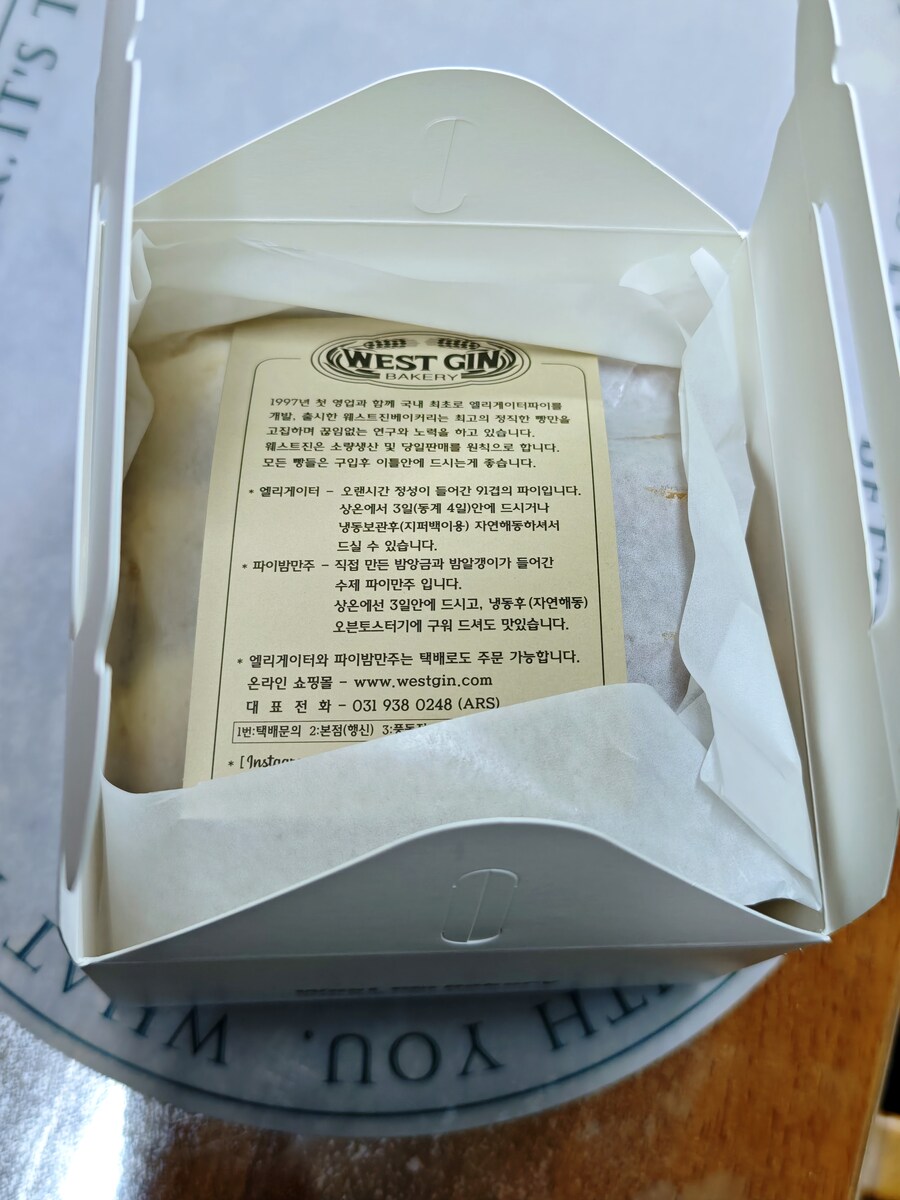 WEST GIN
BAKERY
1997년 첫 영업과 함께 국내 최초로 엘리게이터파이를
개발, 출시한 웨스트진베이커리는 최고의 정직한 빵만을
고집하며 끊임없는 연구와 노력을 하고 있습니다.
웨스트진은 소량생산 및 당일판매를 원칙으로 합니다.
모든 빵들은 구입후 이틀안에 드시는게 좋습니다.
* 엘리게이터 - 오랜시간 정성이 들어간 91겹의 파이입니다.
상온에서 3일(동계 4일)안에 드시거나
냉동보관후(지퍼백이용) 자연해동하셔서
드실 수 있습니다.
* 파이밤만주 - 직접 만든 밤앙금과 밤알갱이가 들어간
수제 파이만주 입니다.
상온에선 3일안에 드시고, 냉동후(자연해동)
오븐토스터기에 구워 드셔도 맛있습니다.
* 엘리게이터와 파이밤만주는 택배로도 주문 가능합니다.
온라인 쇼핑몰 - www.westgin.com
대 표 전 화 - 031 938 0248 (ARS)
1번:택배문의 2:본점(행신) 3:풍동
* [Instagr
IT'S
WHAT
WITH YOU.